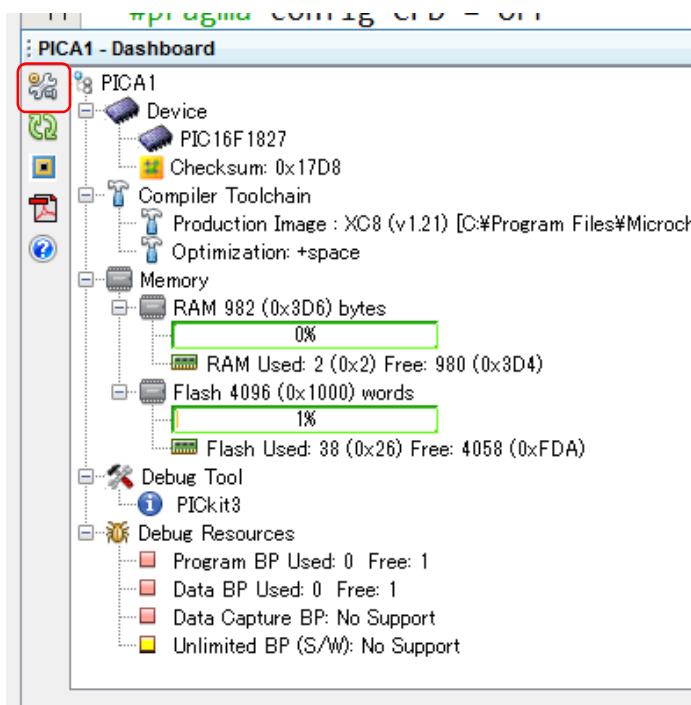 #pragma config CPD = OFF
PICA1 - Dashboard
PICA1
Device
PIC16F1827
Checksum: 0x17D8
Compiler Toolchain
Production Image : XC8 (v1.21) [C:¥Program Files¥Microch
Optimization: +space
Memory
RAM 982 (0x3D6) bytes
0%
RAM Used: 2 (0x2) Free: 980 (0x3D4)
Flash 4096 (0x1000) words
1%
Flash Used: 38 (0x26) Free: 4058 (0xFDA)
Debug Tool
PICkit3
Debug Resources
Program BP Used: 0 Free: 1
Data BP Used: 0 Free: 1
Data Capture BP: No Support
Unlimited BP (S/W): No Support